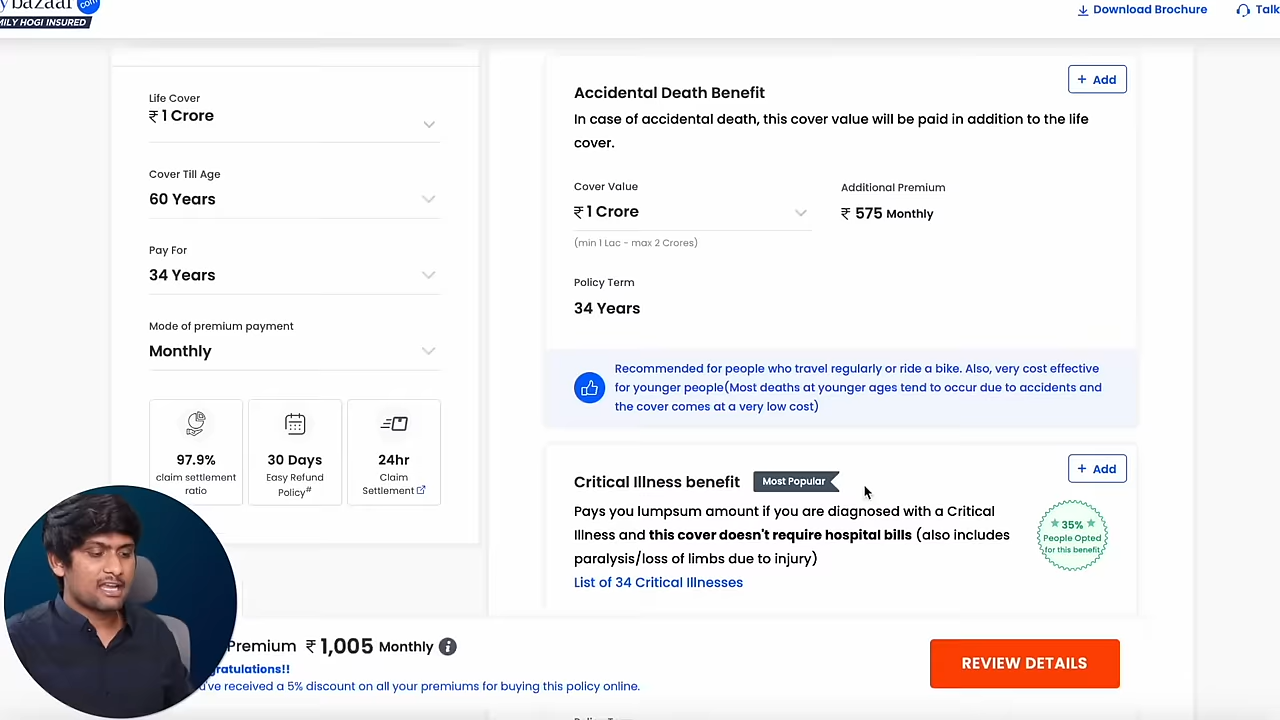 bazaar
com
MILY HOGI INSURED
Download Brochure
Talk
Life Cover
₹ 1 Crore
Cover Till Age
60 Years
Pay For
34 Years
Mode of premium payment
Monthly
97.9%
claim settlement
ratio
30 Days
Easy Refund
Policy#
24hr
Claim
Settlement
Accidental Death Benefit
+ Add
In case of accidental death, this cover value will be paid in addition to the life
cover.
Cover Value
₹ 1 Crore
(min 1 Lac - max 2 Crores)
Additional Premium
₹ 575 Monthly
Policy Term
34 Years
Recommended for people who travel regularly or ride a bike. Also, very cost effective
for younger people(Most deaths at younger ages tend to occur due to accidents and
the cover comes at a very low cost)
Critical Illness benefit
Most Popular
+ Add
Pays you lumpsum amount if you are diagnosed with a Critical
Illness and this cover doesn't require hospital bills (also includes
paralysis/loss of limbs due to injury)
List of 34 Critical Illnesses
35%
People Opted
for this benefit
Premium ₹ 1,005 Monthly
gratulations!!
've received a 5% discount on all your premiums for buying this policy online.
REVIEW DETAILS